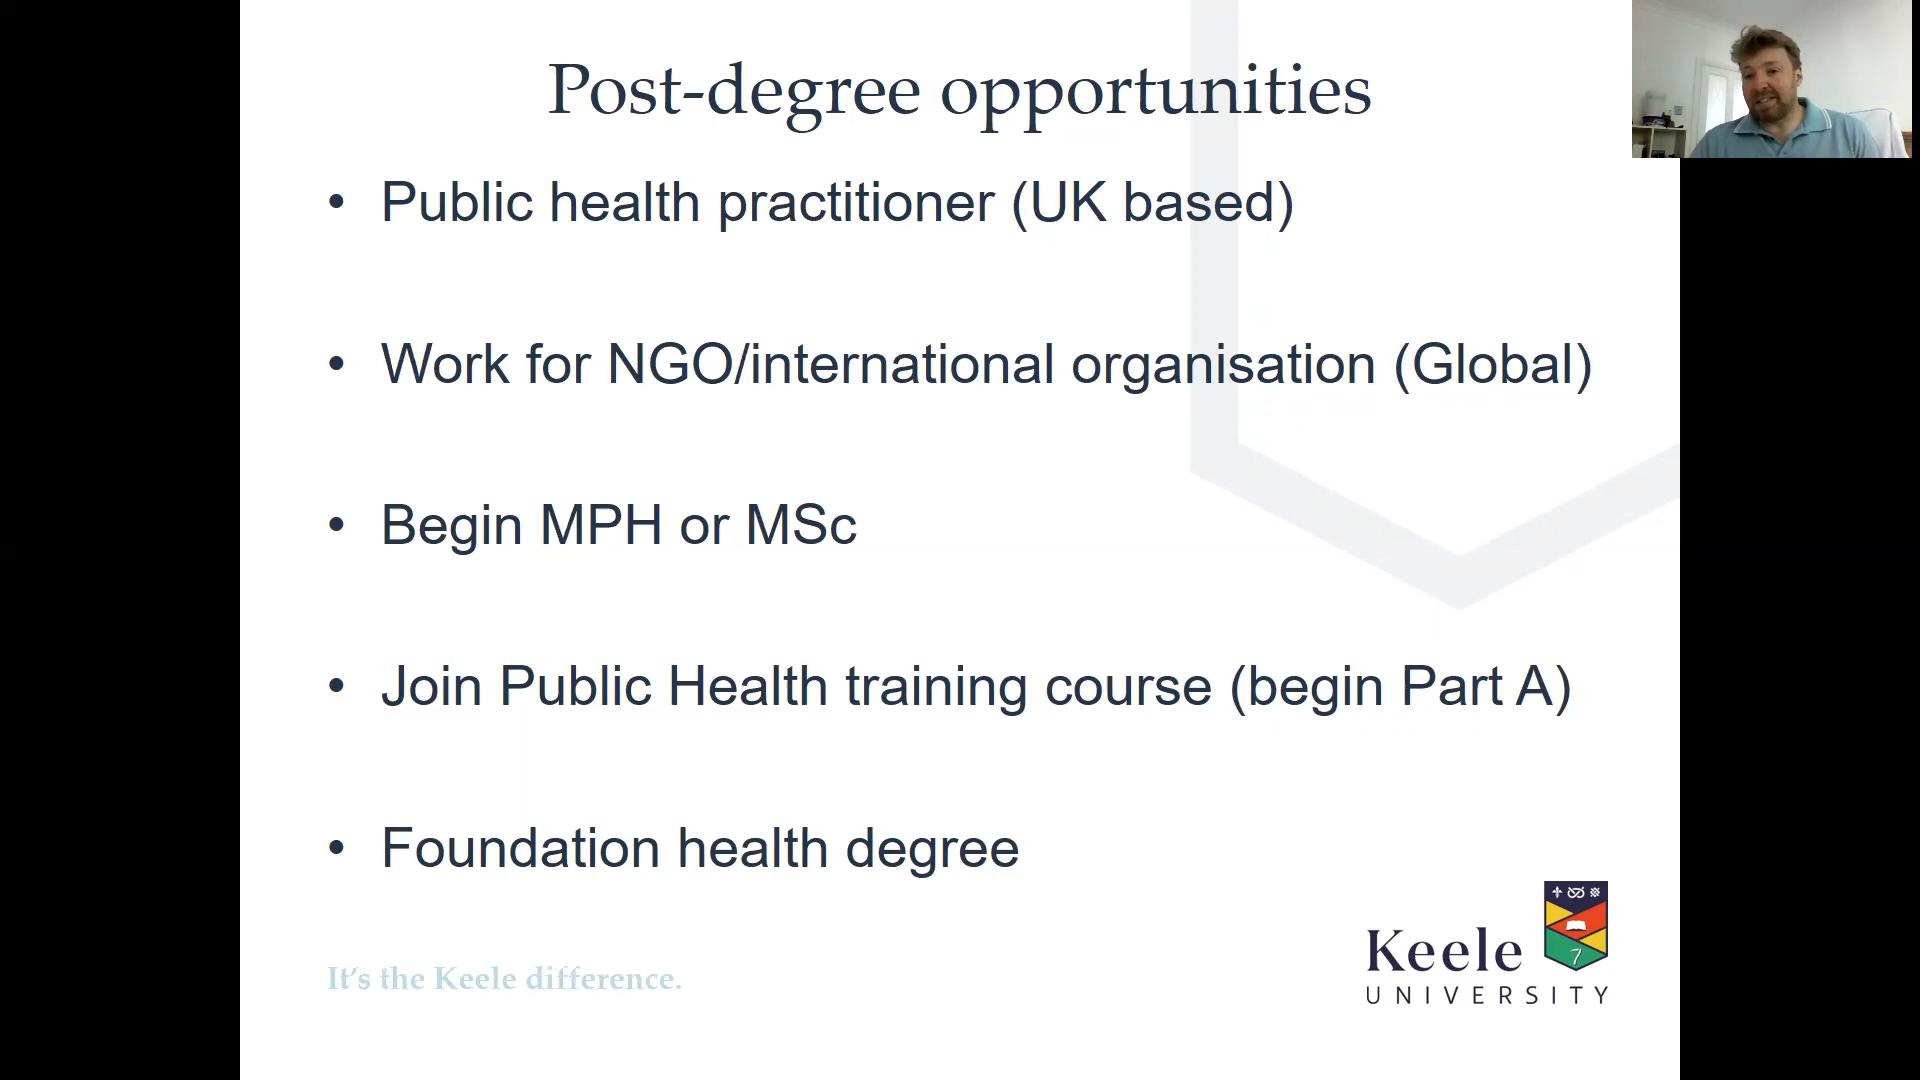 Post-degree opportunities
• Public health practitioner (UK based)
• Work for NGO/international organisation (Global)
• Begin MPH or MSc
• Join Public Health training course (begin Part A)
• Foundation health degree
It's the Keele difference.
Keele
UNIVERSITY